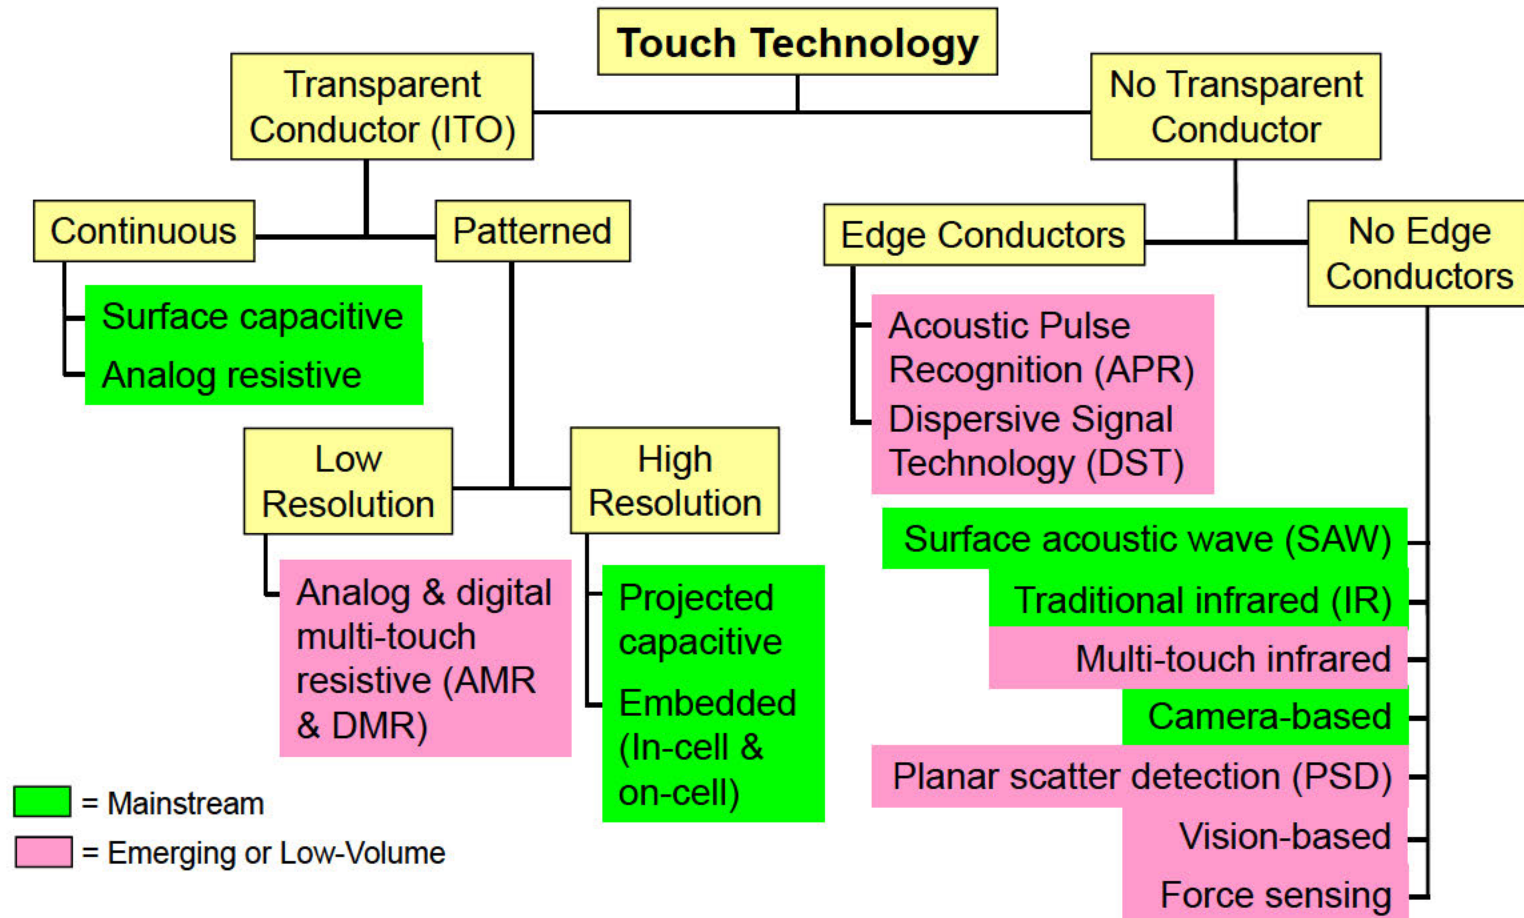 Touch Technology
Transparent
Conductor (ITO)
No Transparent
Conductor
Continuous
Patterned
Edge Conductors
No Edge
Conductors
Surface capacitive
Analog resistive
Low
Resolution
High
Resolution
Analog & digital
multi-touch
resistive (AMR
& DMR)
Projected
capacitive
Embedded
(In-cell &
on-cell)
Acoustic Pulse
Recognition (APR)
Dispersive Signal
Technology (DST)
Surface acoustic wave (SAW)
Traditional infrared (IR)
Multi-touch infrared
Camera-based
Planar scatter detection (PSD)
Vision-based
Force sensing
= Mainstream
= Emerging or Low-Volume